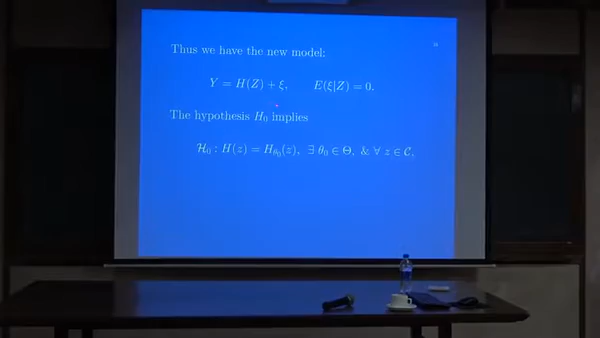 Thus we have the new model:
Y = H(Z) + ξ, E(ξ|Z) = 0.
The hypothesis H₀ implies
ℋ₀ : H(z) = H_{θ₀}(z), ∃ θ₀ ∈ Θ, & ∀ z ∈ 𝒞,